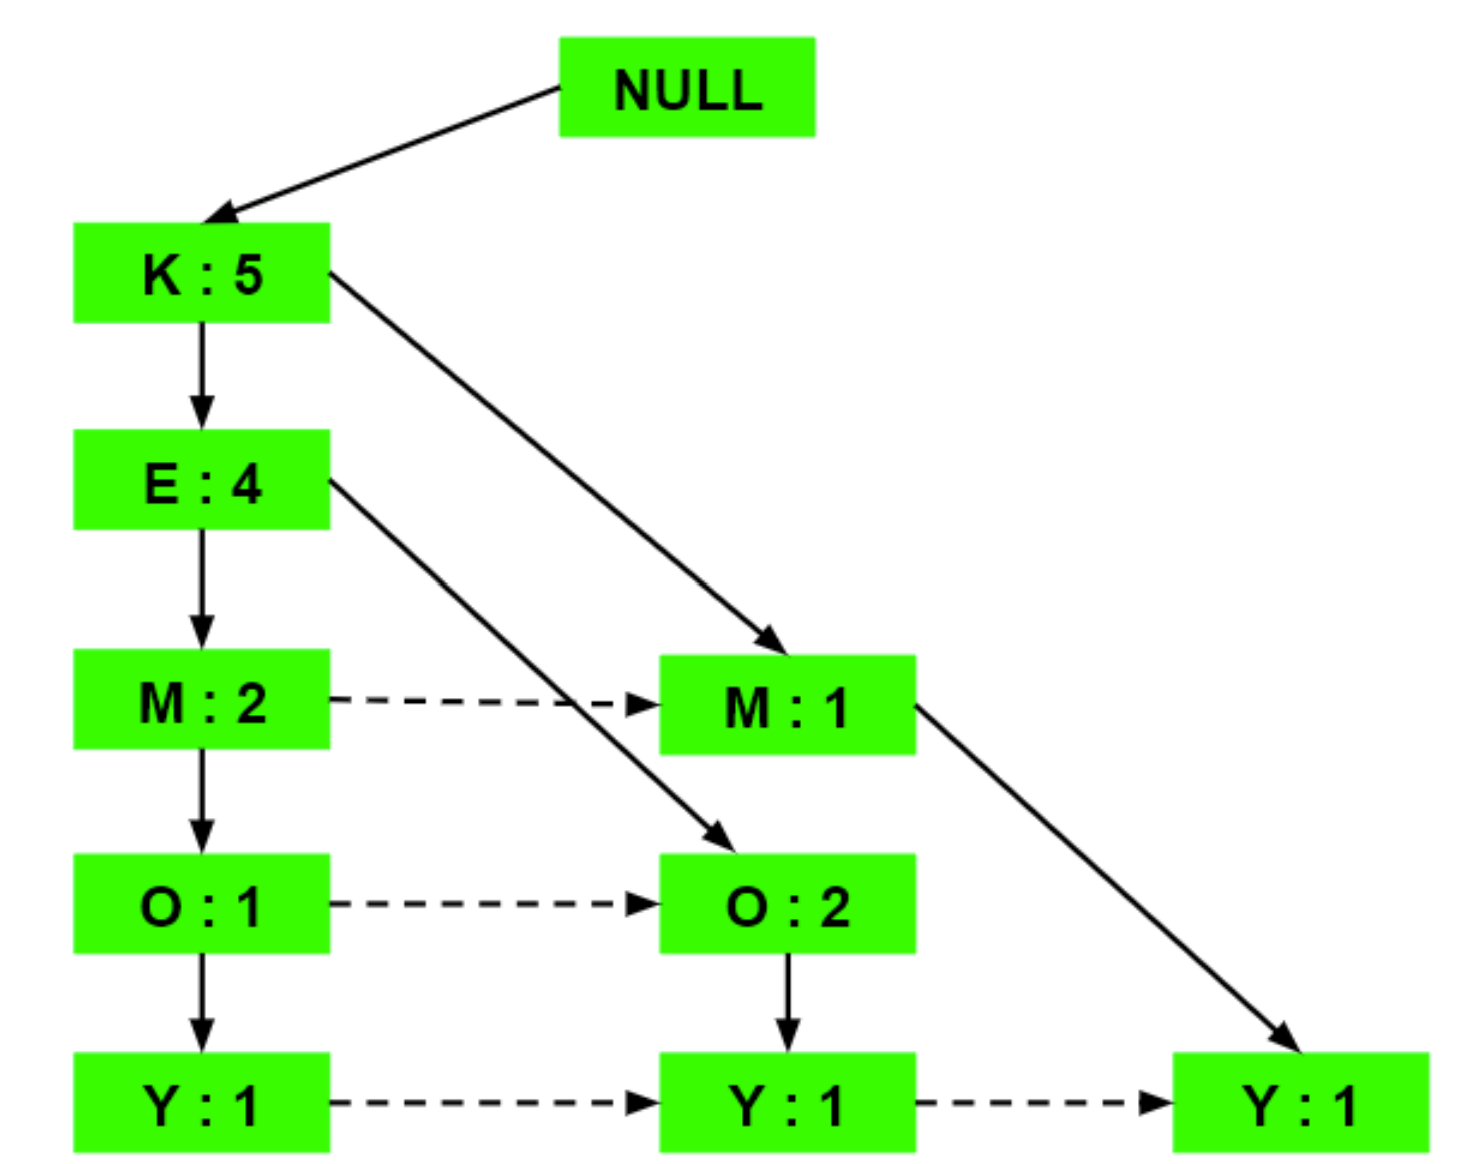 NULL
K : 5
E : 4
M : 2
M : 1
O : 1
O : 2
Y : 1
Y : 1
Y : 1